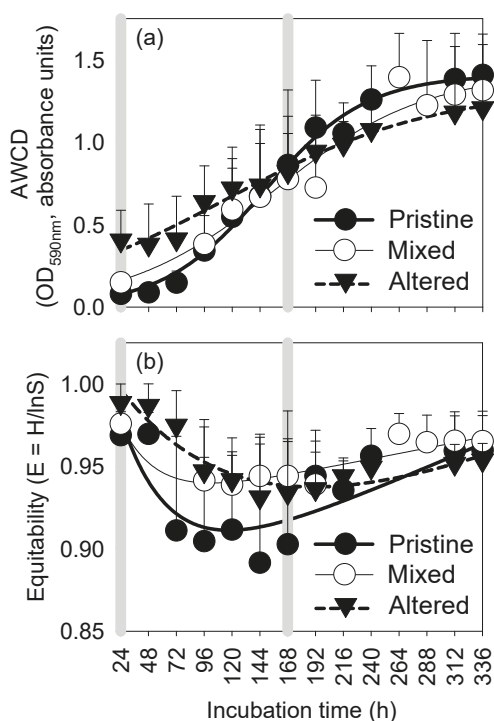 (a)
AWCD
(OD590nm, absorbance units)
1.5
1.0
0.5
0.0
Pristine
Mixed
Altered
(b)
Equitability (E = H/lnS)
1.00
0.95
0.90
0.85
Pristine
Mixed
Altered
24 48 72 96 120 144 168 192 216 240 264 288 312 336
Incubation time (h)